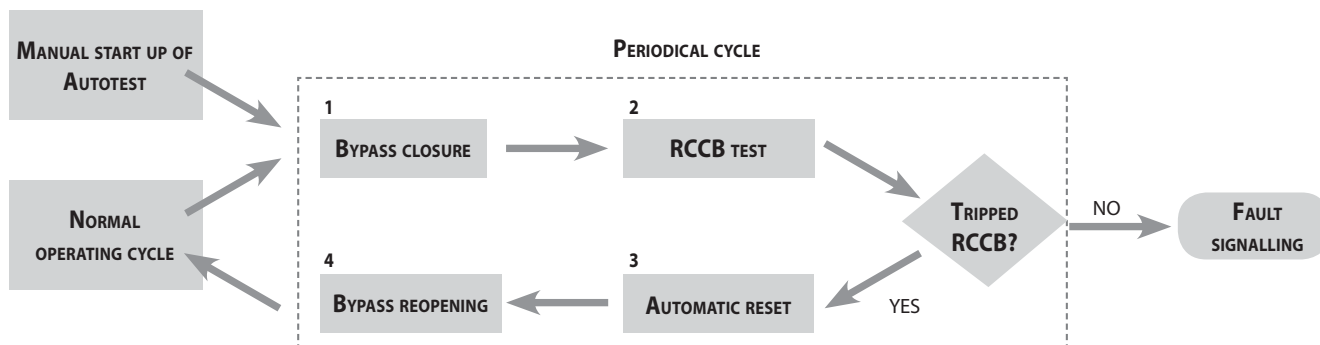 Manual start up of
Autotest
Periodical cycle
1
Bypass closure
2
RCCB test
Normal
operating cycle
Tripped
RCCB?
NO
Fault
signalling
4
Bypass reopening
3
Automatic reset
YES